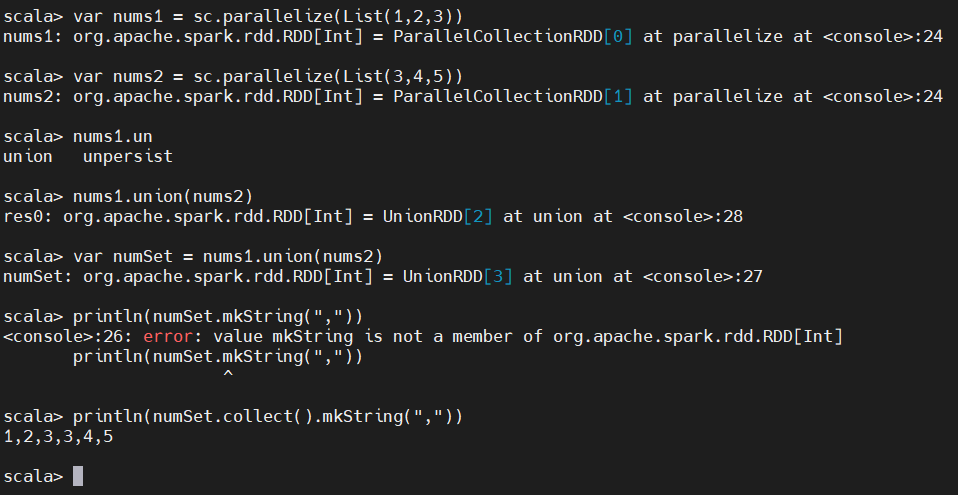 scala> var nums1 = sc.parallelize(List(1,2,3))
nums1: org.apache.spark.rdd.RDD[Int] = ParallelCollectionRDD[0] at parallelize at <console>:24
scala> var nums2 = sc.parallelize(List(3,4,5))
nums2: org.apache.spark.rdd.RDD[Int] = ParallelCollectionRDD[1] at parallelize at <console>:24
scala> nums1.un
union   unpersist
scala> nums1.union(nums2)
res0: org.apache.spark.rdd.RDD[Int] = UnionRDD[2] at union at <console>:28
scala> var numSet = nums1.union(nums2)
numSet: org.apache.spark.rdd.RDD[Int] = UnionRDD[3] at union at <console>:27
scala> println(numSet.mkString(","))
<console>:26: error: value mkString is not a member of org.apache.spark.rdd.RDD[Int]
       println(numSet.mkString(","))
                      ^
scala> println(numSet.collect().mkString(","))
1,2,3,3,4,5
scala>